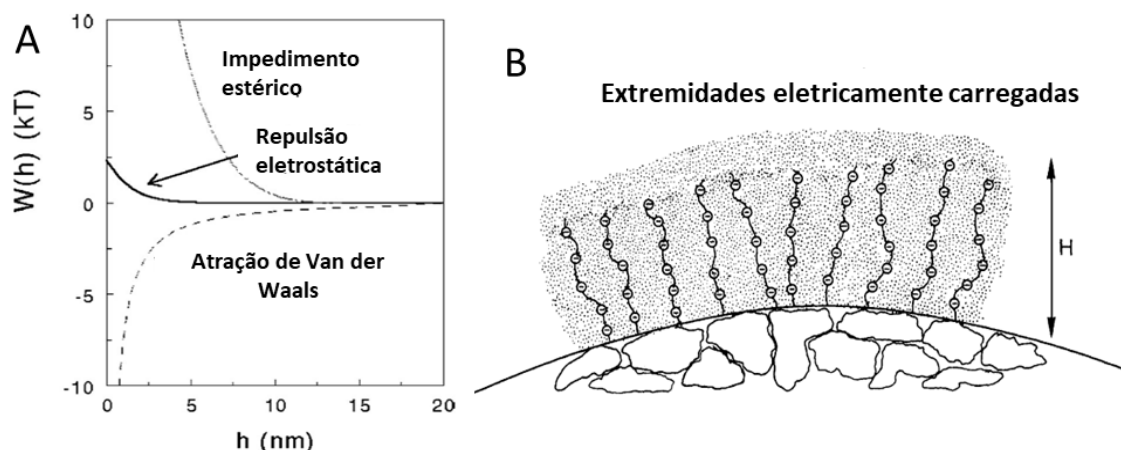 A
10
5
0
-5
-10
W(h) (kT)
Impedimento
estérico
Repulsão
eletrostática
Atração de Van der
Waals
0
5
10
15
20
h (nm)
B
Extremidades eletricamente carregadas
H